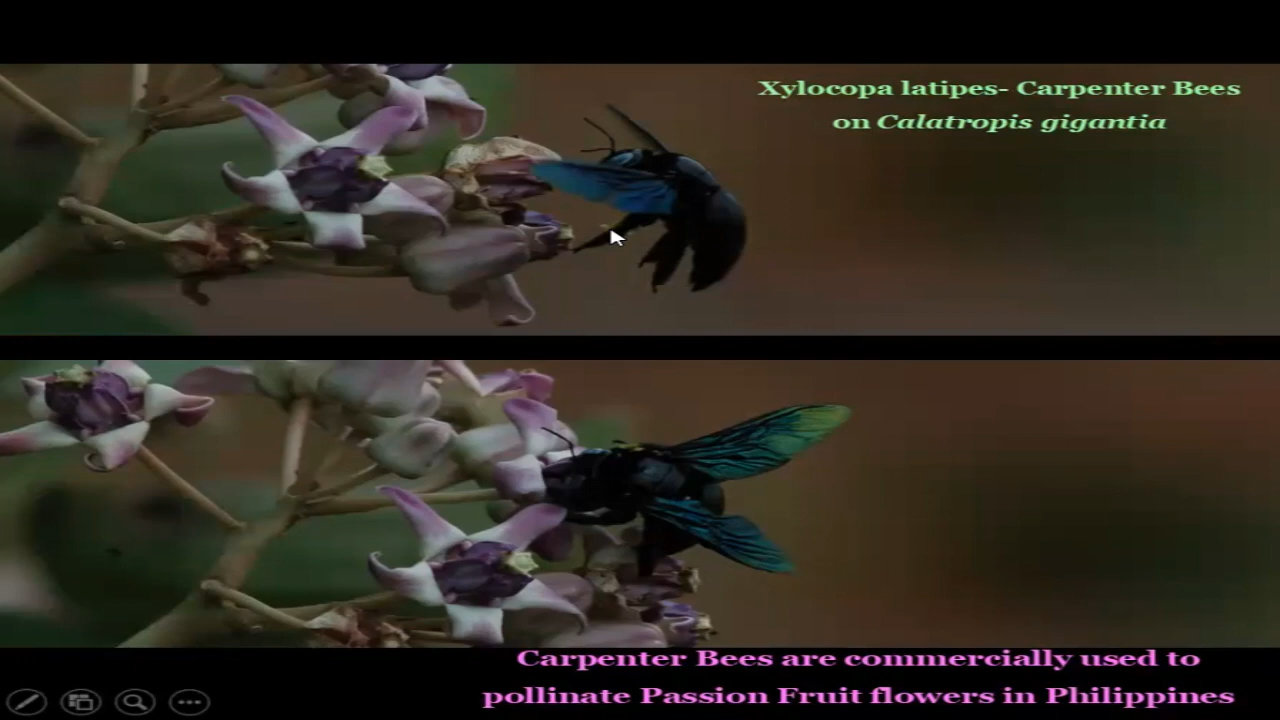 Xylocopa latipes- Carpenter Bees
on Calatropis gigantia
Carpenter Bees are commercially used to
pollinate Passion Fruit flowers in Philippines